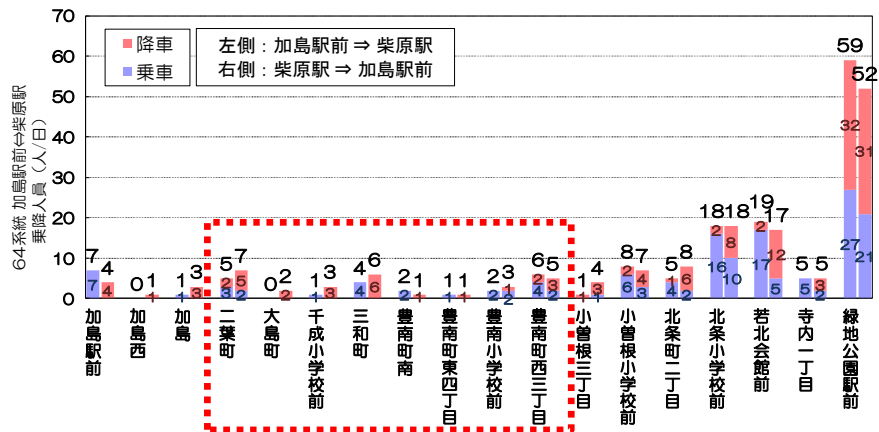 64系統 加島駅前⇔柴原駅
乗降人員（人/日）
70
60
50
40
30
20
10
0
降車
乗車
左側：加島駅前⇒柴原駅
右側：柴原駅⇒加島駅前
7 4 0 1 1 3 5 7 0 2 1 3 4 6 2 1 1 1 2 3 6 5 1 4 8 7 5 8 18 18 19 17 5 5 59 52
7 4 1 1 3 2 3 5 2 2 1 3 4 6 2 1 1 1 2 1 2 2 4 3 2 1 3 1 2 6 4 3 1 4 6 2 2 16 8 10 2 17 12 5 5 3 2 32 27 31 21
加島駅前
加島西
加島
二葉町
大島町
千成小学校前
三和町
豊南町南
豊南町東四丁目
豊南小学校前
豊南町西三丁目
小曽根三丁目
小曽根小学校前
北条町二丁目
北条小学校前
若北会館前
寺内一丁目
緑地公園駅前